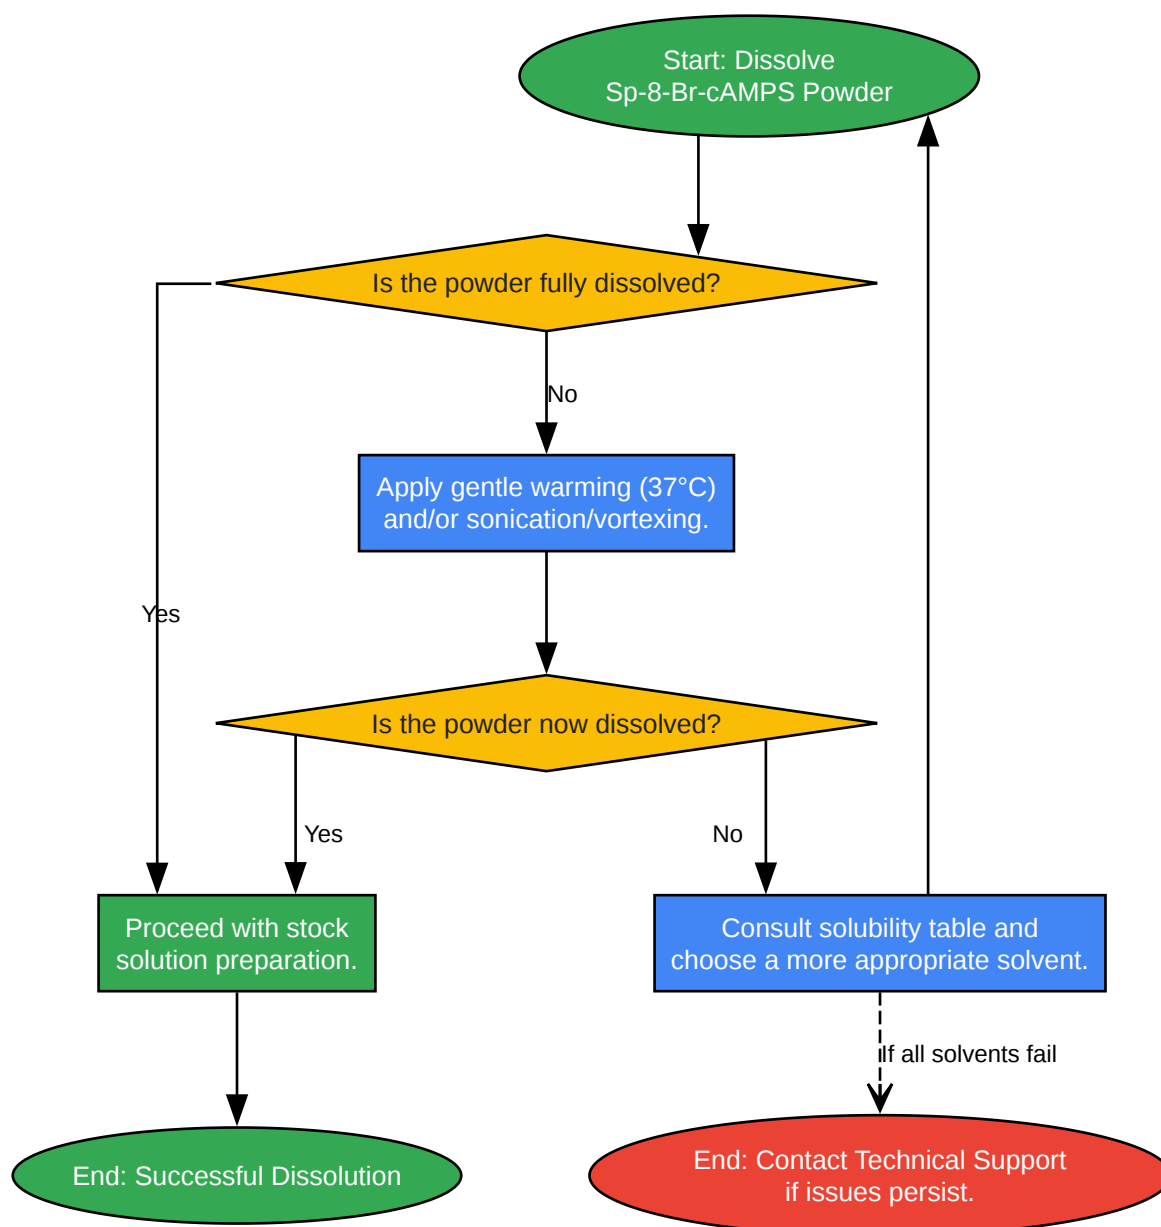 Start: Dissolve
Sp-8-Br-cAMPS Powder
Is the powder fully dissolved?
No
Apply gentle warming (37°C)
and/or sonication/vortexing.
Yes
Is the powder now dissolved?
Yes
No
Proceed with stock
solution preparation.
Consult solubility table and
choose a more appropriate solvent.
If all solvents fail
End: Successful Dissolution
End: Contact Technical Support
if issues persist.